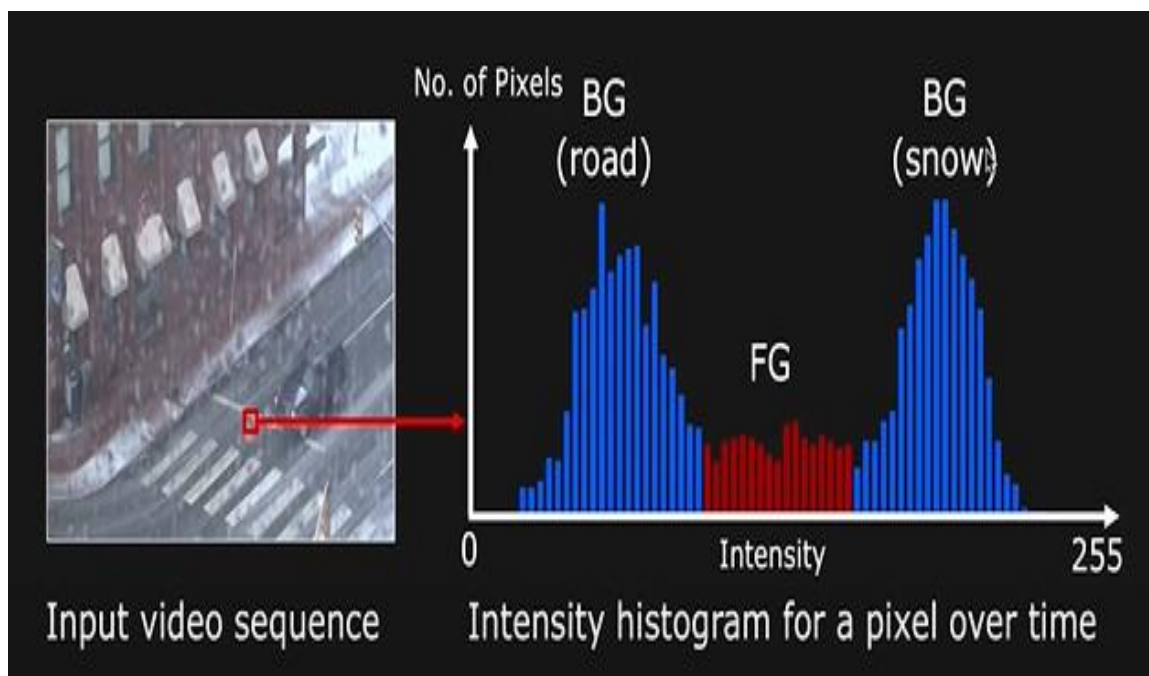 No. of Pixels
BG
(road)
BG
(snow)
FG
0
Intensity
255
Input video sequence
Intensity histogram for a pixel over time